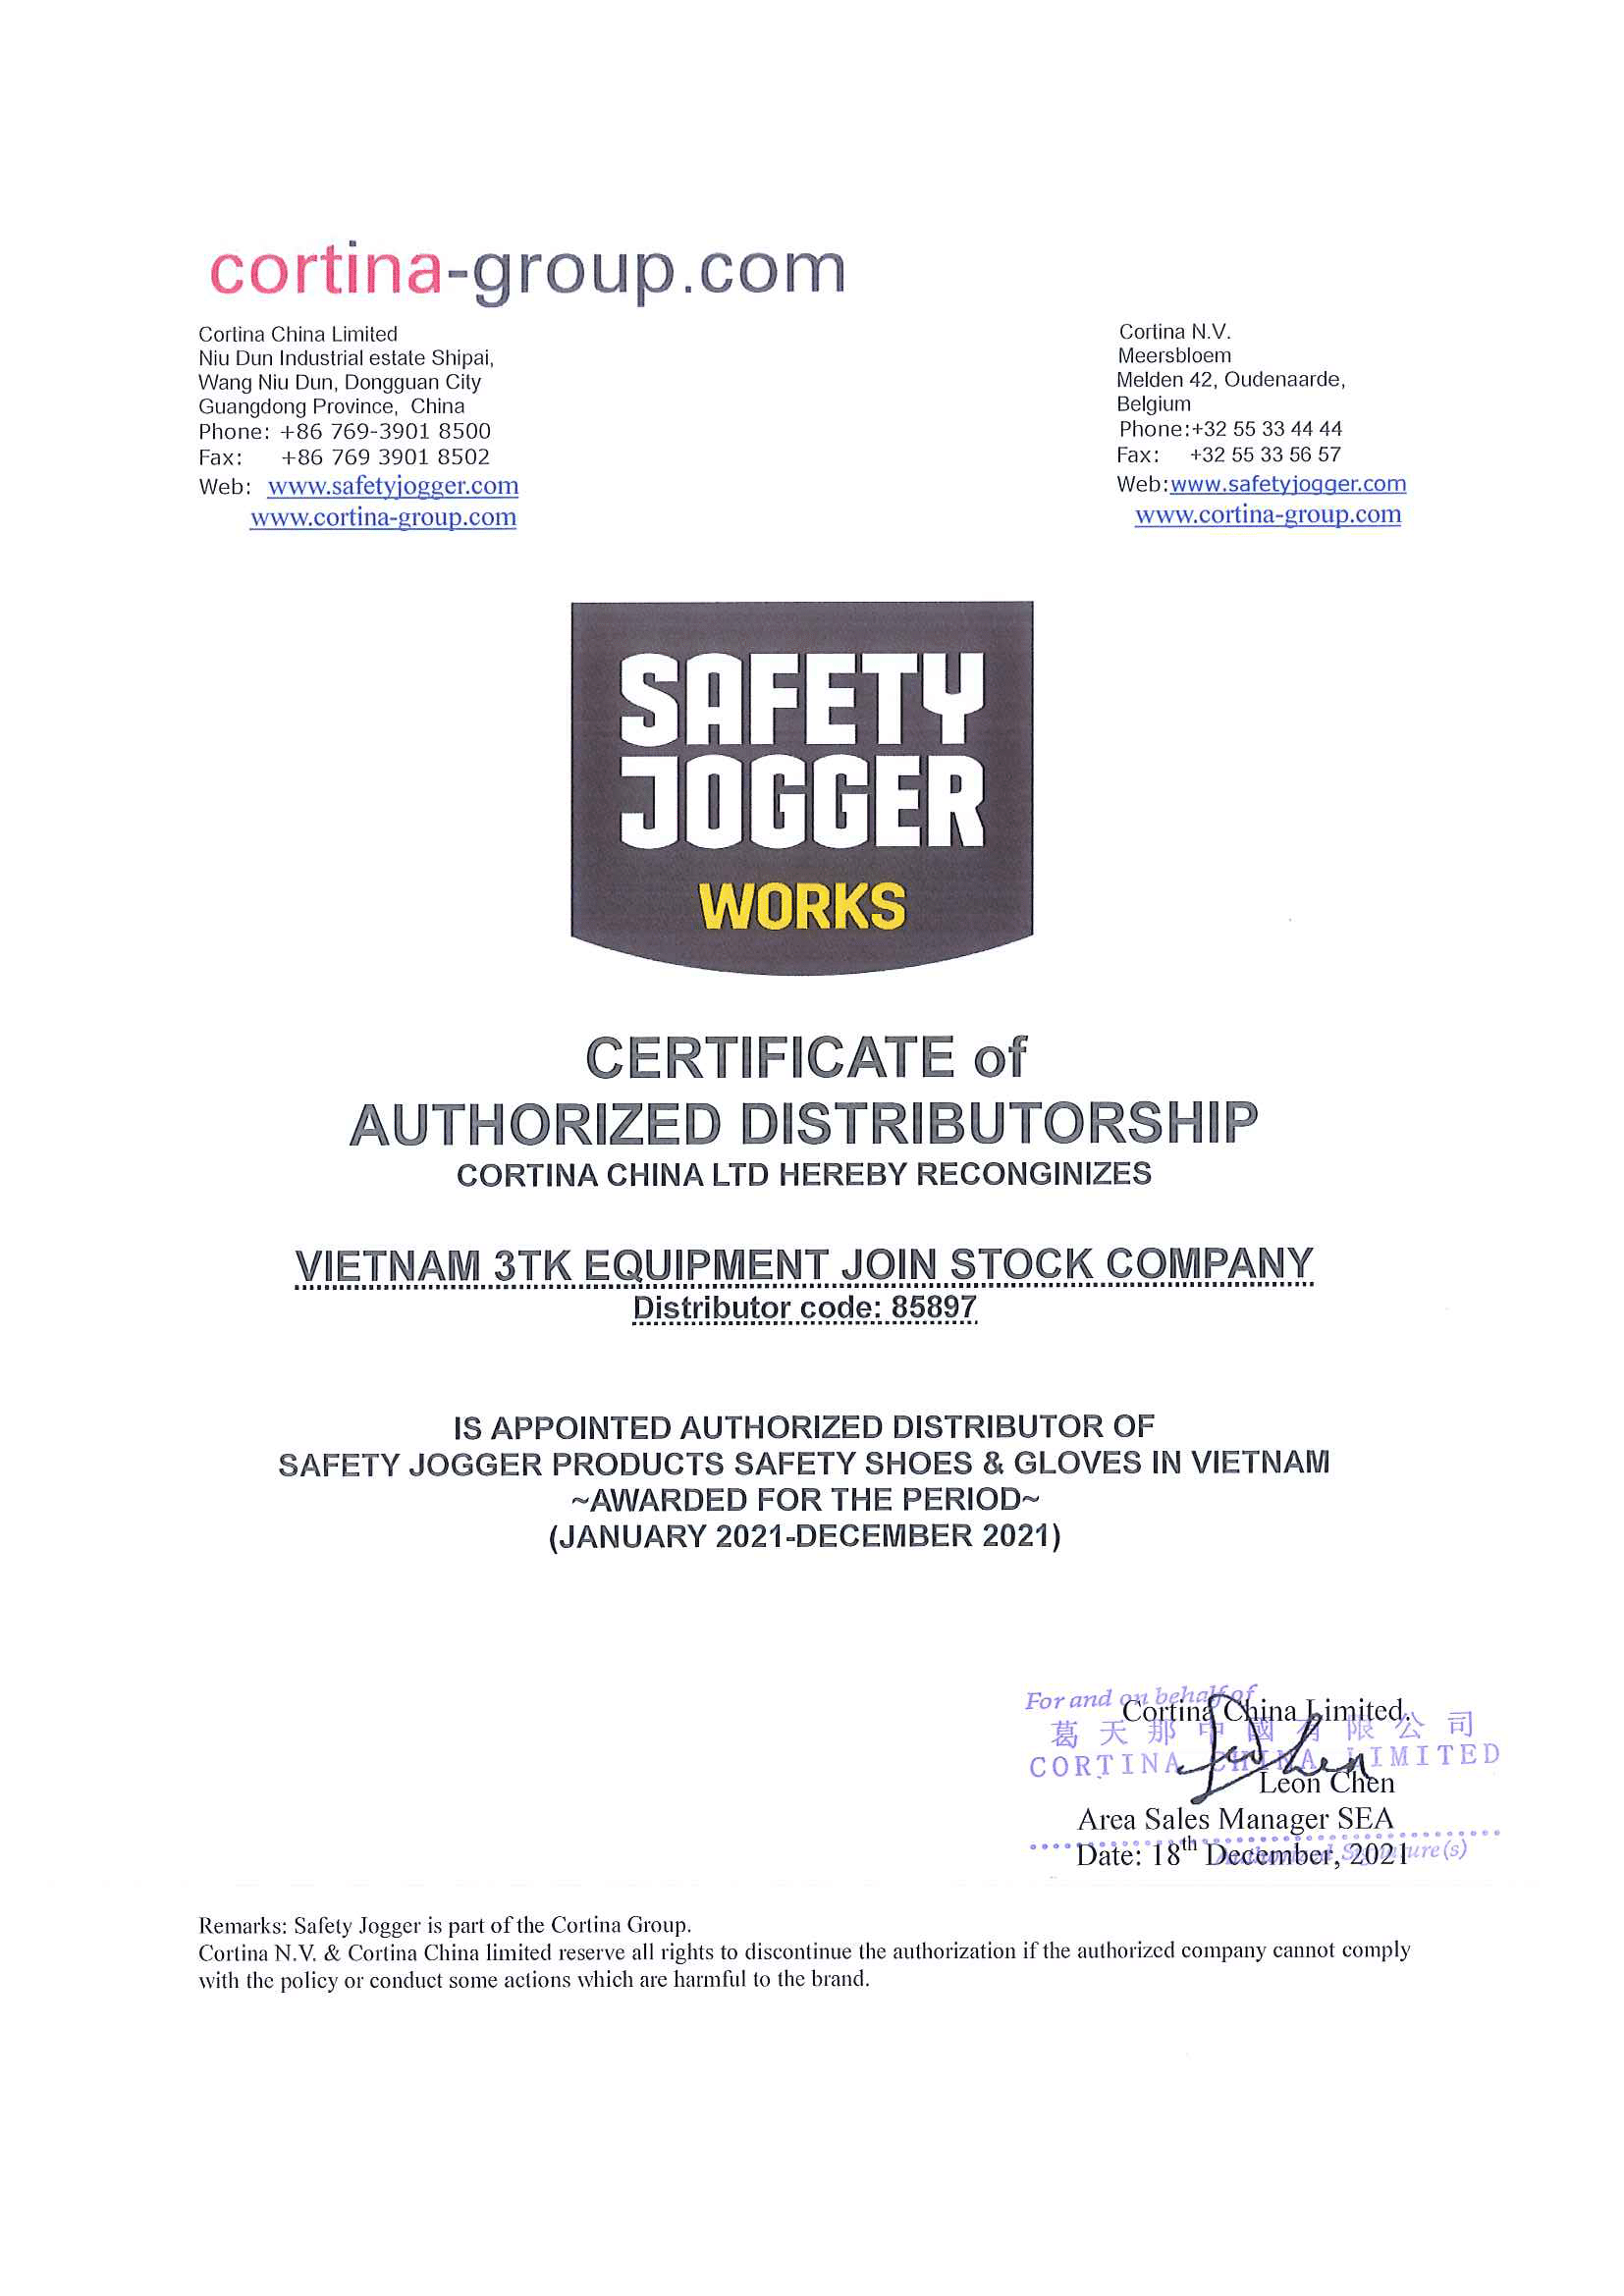 cortina-group.com
Cortina China Limited
Niu Dun Industrial estate Shipai,
Wang Niu Dun, Dongguan City
Guangdong Province, China
Phone: +86 769-3901 8500
Fax: +86 769 3901 8502
Web: www.safetyjogger.com
www.cortina-group.com
Cortina N.V.
Meersbloem
Melden 42, Oudenaarde,
Belgium
Phone:+32 55 33 44 44
Fax: +32 55 33 56 57
Web:www.safetyjogger.com
www.cortina-group.com
SAFETY
JOGGER
WORKS
CERTIFICATE of
AUTHORIZED DISTRIBUTORSHIP
CORTINA CHINA LTD HEREBY RECONGINIZES
VIETNAM 3TK EQUIPMENT JOIN STOCK COMPANY
Distributor code: 85897
IS APPOINTED AUTHORIZED DISTRIBUTOR OF
SAFETY JOGGER PRODUCTS SAFETY SHOES & GLOVES IN VIETNAM
~AWARDED FOR THE PERIOD~
(JANUARY 2021-DECEMBER 2021)
For and on behalf of
Cortina China Limited.
葛天那中國有限公司
CORTINA CHINA LIMITED
Leon Chen
Area Sales Manager SEA
Date: 18th December, 2021
Authorized Signature(s)
Remarks: Safety Jogger is part of the Cortina Group.
Cortina N.V. & Cortina China limited reserve all rights to discontinue the authorization if the authorized company cannot comply
with the policy or conduct some actions which are harmful to the brand.